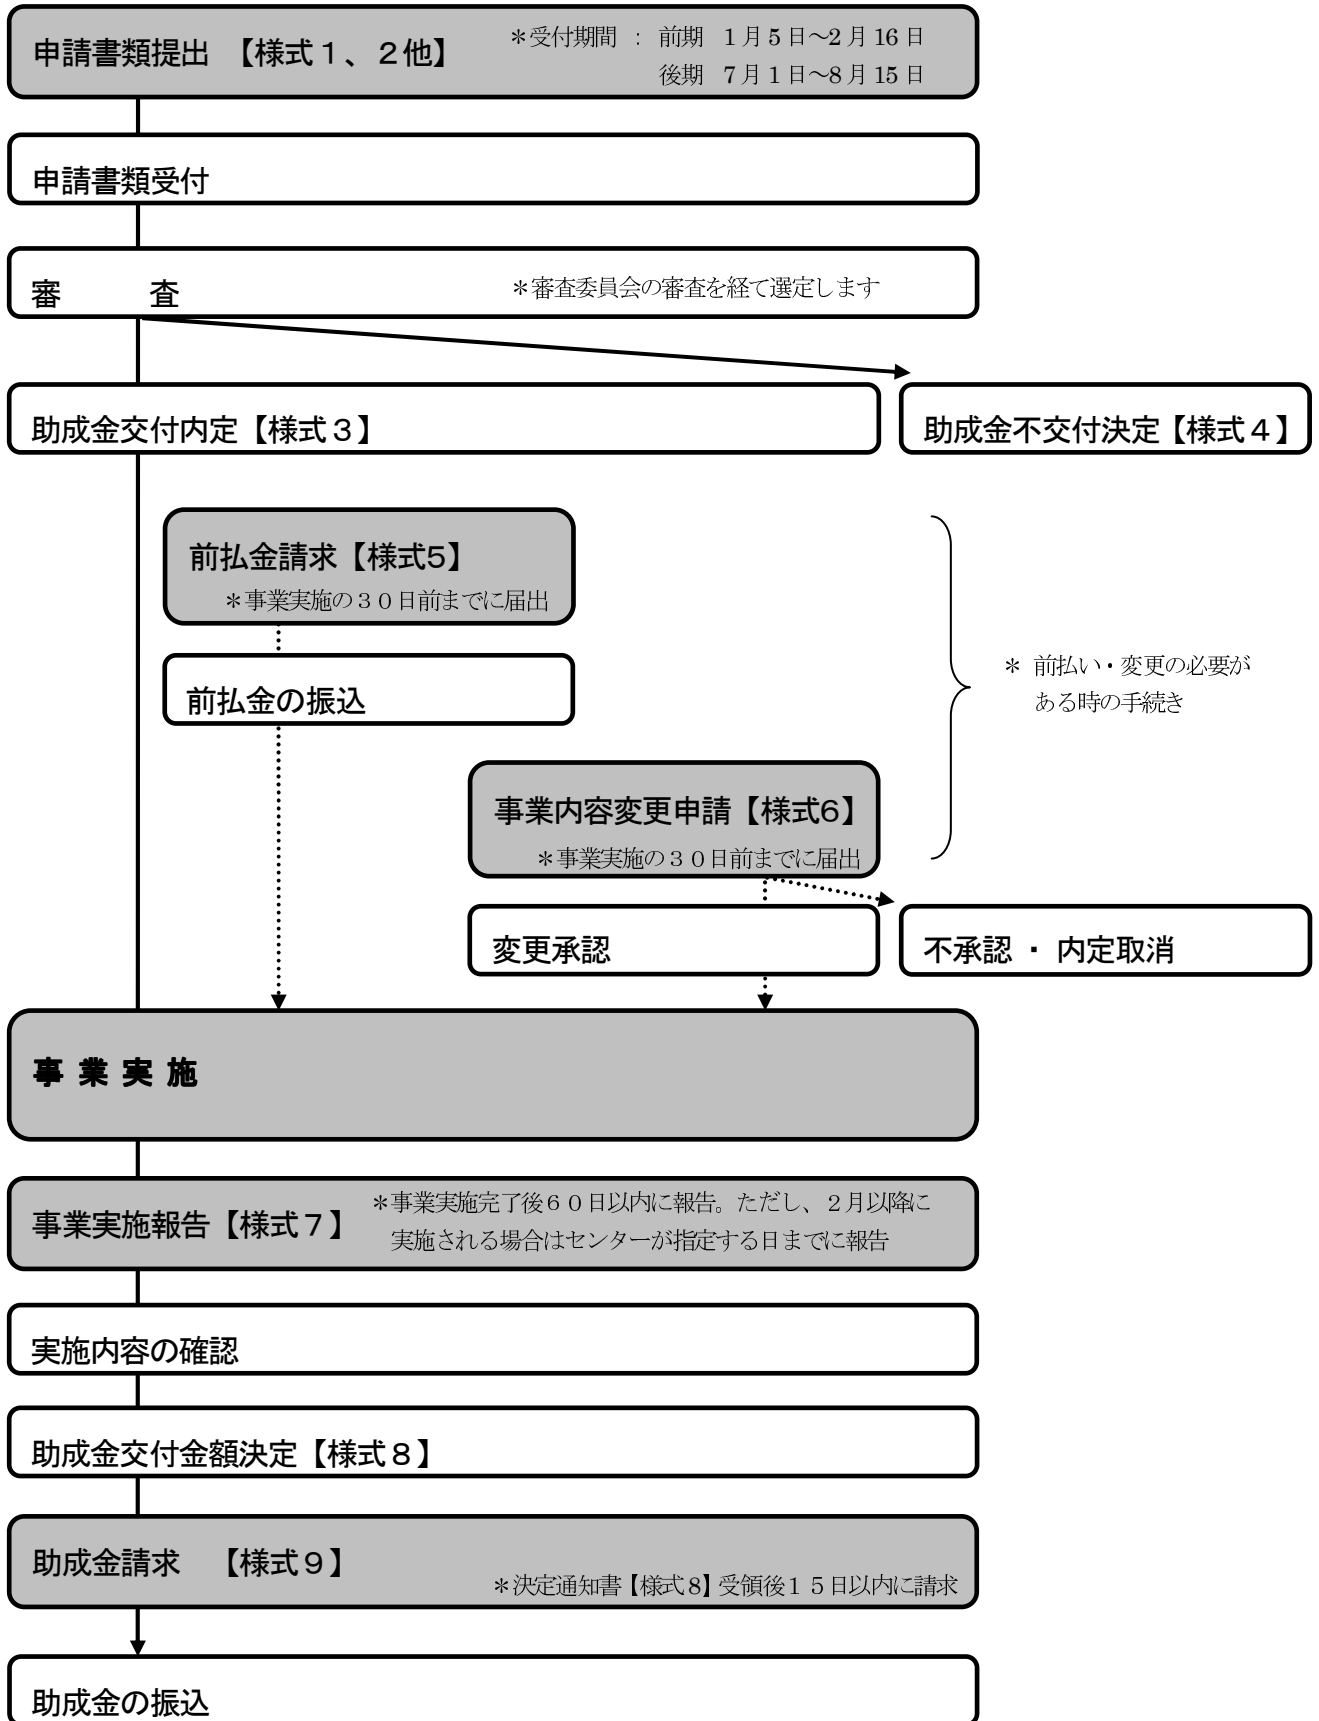 申請書類提出 【様式１、２他】 ＊受付期間 : 前期 1月5日～2月16日
後期 7月1日～8月15日
申請書類受付
審　　　査 ＊審査委員会の審査を経て選定します
助成金交付内定【様式３】
助成金不交付決定【様式４】
前払金請求【様式5】
＊事業実施の３０日前までに届出
前払金の振込
＊ 前払い・変更の必要が
ある時の手続き
事業内容変更申請【様式6】
＊事業実施の３０日前までに届出
変更承認
不承認 ・ 内定取消
事 業 実 施
事業実施報告【様式７】 ＊事業実施完了後６０日以内に報告。ただし、２月以降に
実施される場合はセンターが指定する日までに報告
実施内容の確認
助成金交付金額決定【様式８】
助成金請求　【様式９】
＊決定通知書【様式8】受領後１５日以内に請求
助成金の振込